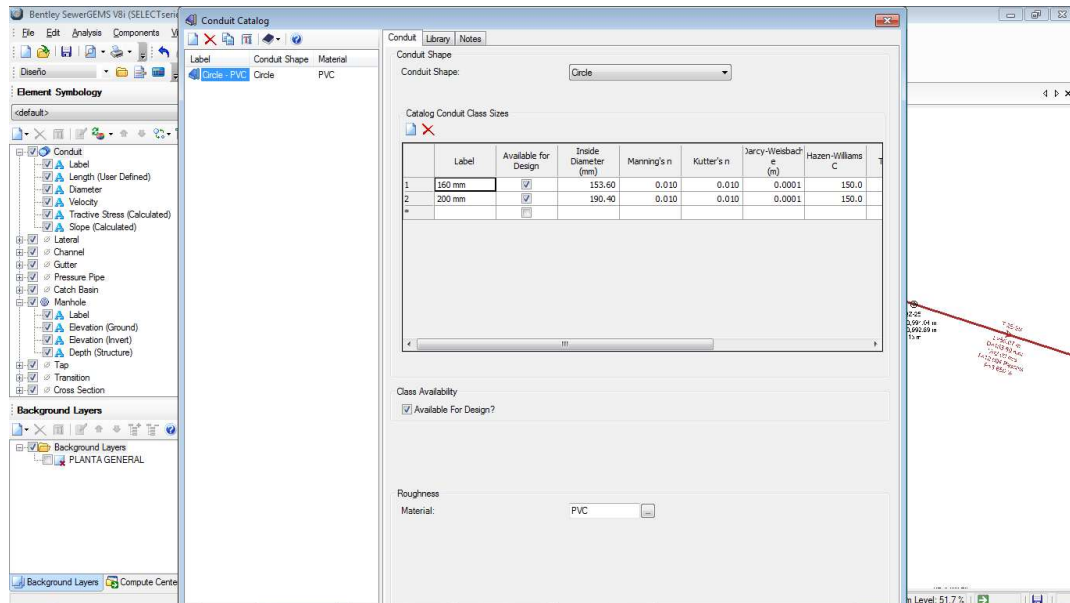 Bentley SewerGEMS V8i (SELECTseri
File Edit Analysis Components Vi
Diseño
Element Symbology
<default>
Conduit
Label
Length (User Defined)
Diameter
Velocity
Tractive Stress (Calculated)
Slope (Calculated)
Lateral
Channel
Gutter
Pressure Pipe
Catch Basin
Manhole
Label
Elevation (Ground)
Elevation (Invert)
Depth (Structure)
Tap
Transition
Cross Section
Background Layers
Background Layers
PLANTA GENERAL
Background Layers Compute Cente
Conduit Catalog
Label Conduit Shape Material
Circle - PVC Circle PVC
Conduit Library Notes
Conduit Shape
Conduit Shape: Circle
Catalog Conduit Class Sizes
Label Available for Design Inside Diameter (mm) Manning's n Kutter's n Darcy-Weisbach e (m) Hazen-Williams C T
1 160 mm 153.60 0.010 0.010 0.0001 150.0
2 200 mm 190.40 0.010 0.010 0.0001 150.0
*
Class Availability
Available For Design?
Roughness
Material: PVC ...
m Level: 51.7 %